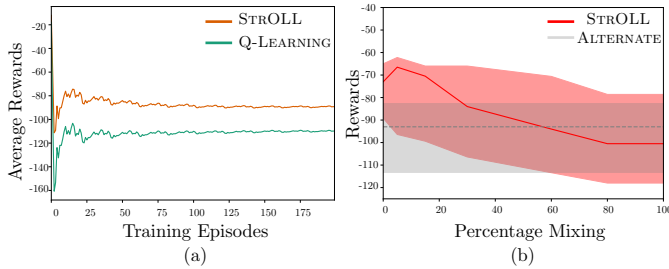 STROLL
Q-LEARNING
-20
-40
-60
-80
-100
-120
-140
-160
Average Rewards
0 25 50 75 100 125 150 175
Training Episodes
(a)
STROLL
ALTERNATE
-40
-50
-60
-70
-80
-90
-100
-110
-120
Rewards
0 20 40 60 80 100
Percentage Mixing
(b)